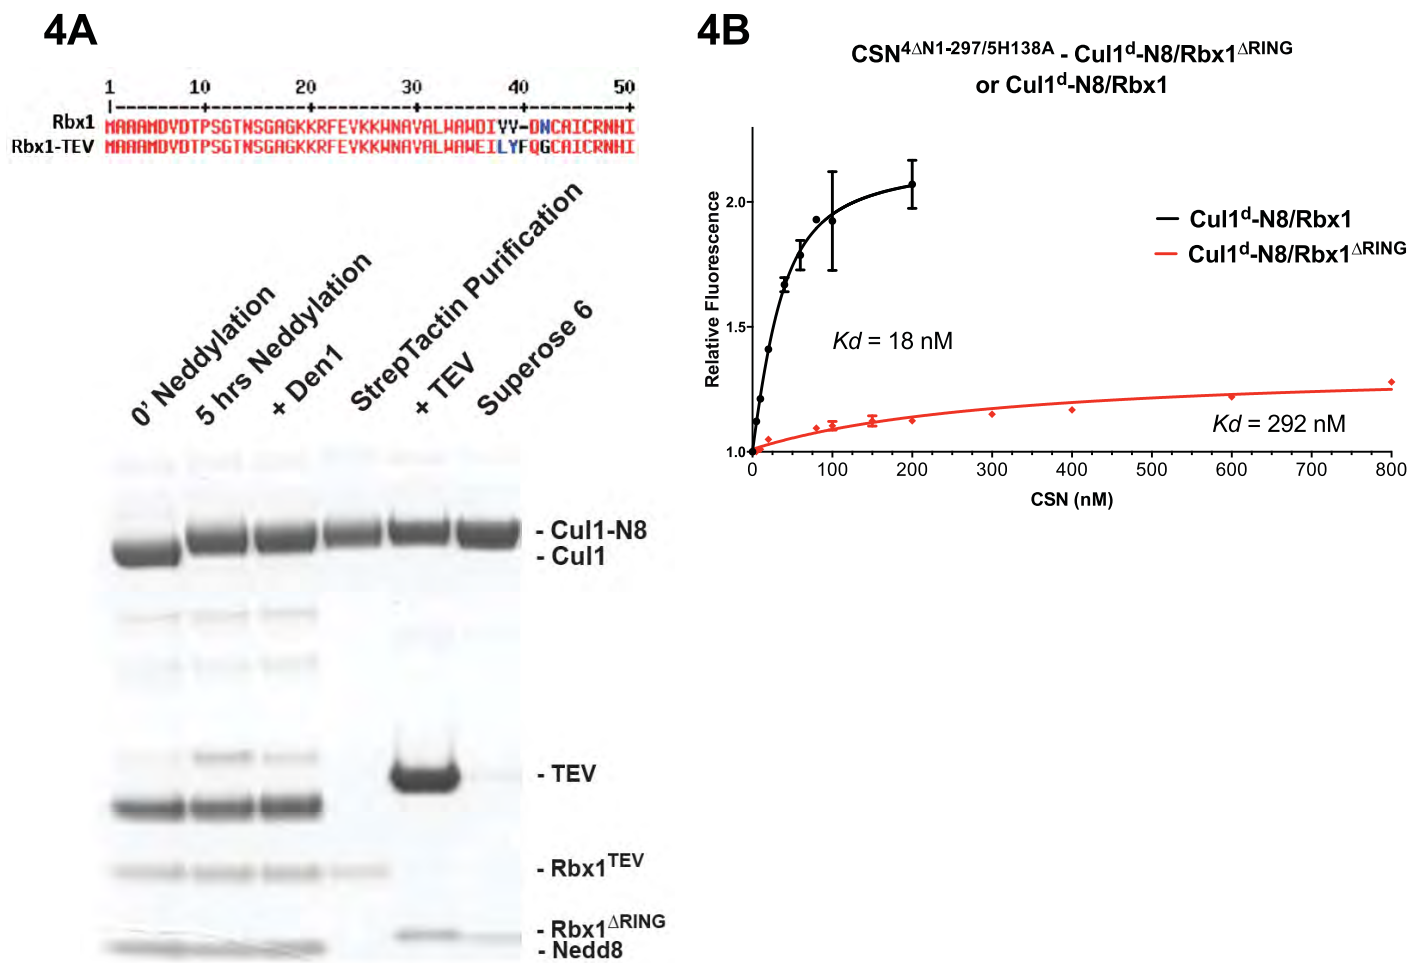 4A
1 10 20 30 40 50
|---------+---------+---------+---------+---------+
Rbx1 MAAAMDVDTPSGTNSGAGKKRFEVKKWNAVALWAWDIVV-DNCAICRNHI
Rbx1-TEV MAAAMDVDTPSGTNSGAGKKRFEVKKWNAVALWAWEILYFQGCAICRNHI
0' Neddylation
5 hrs Neddylation
+ Den1
StrepTactin Purification
+ TEV
Superose 6
- Cul1-N8
- Cul1
- TEV
- Rbx1TEV
- Rbx1ΔRING
- Nedd8
4B
CSN4ΔN1-297/5H138A - Cul1d-N8/Rbx1ΔRING
or Cul1d-N8/Rbx1
Relative Fluorescence
2.0
1.5
1.0
Cul1d-N8/Rbx1
Cul1d-N8/Rbx1ΔRING
Kd = 18 nM
Kd = 292 nM
0 100 200 300 400 500 600 700 800
CSN (nM)